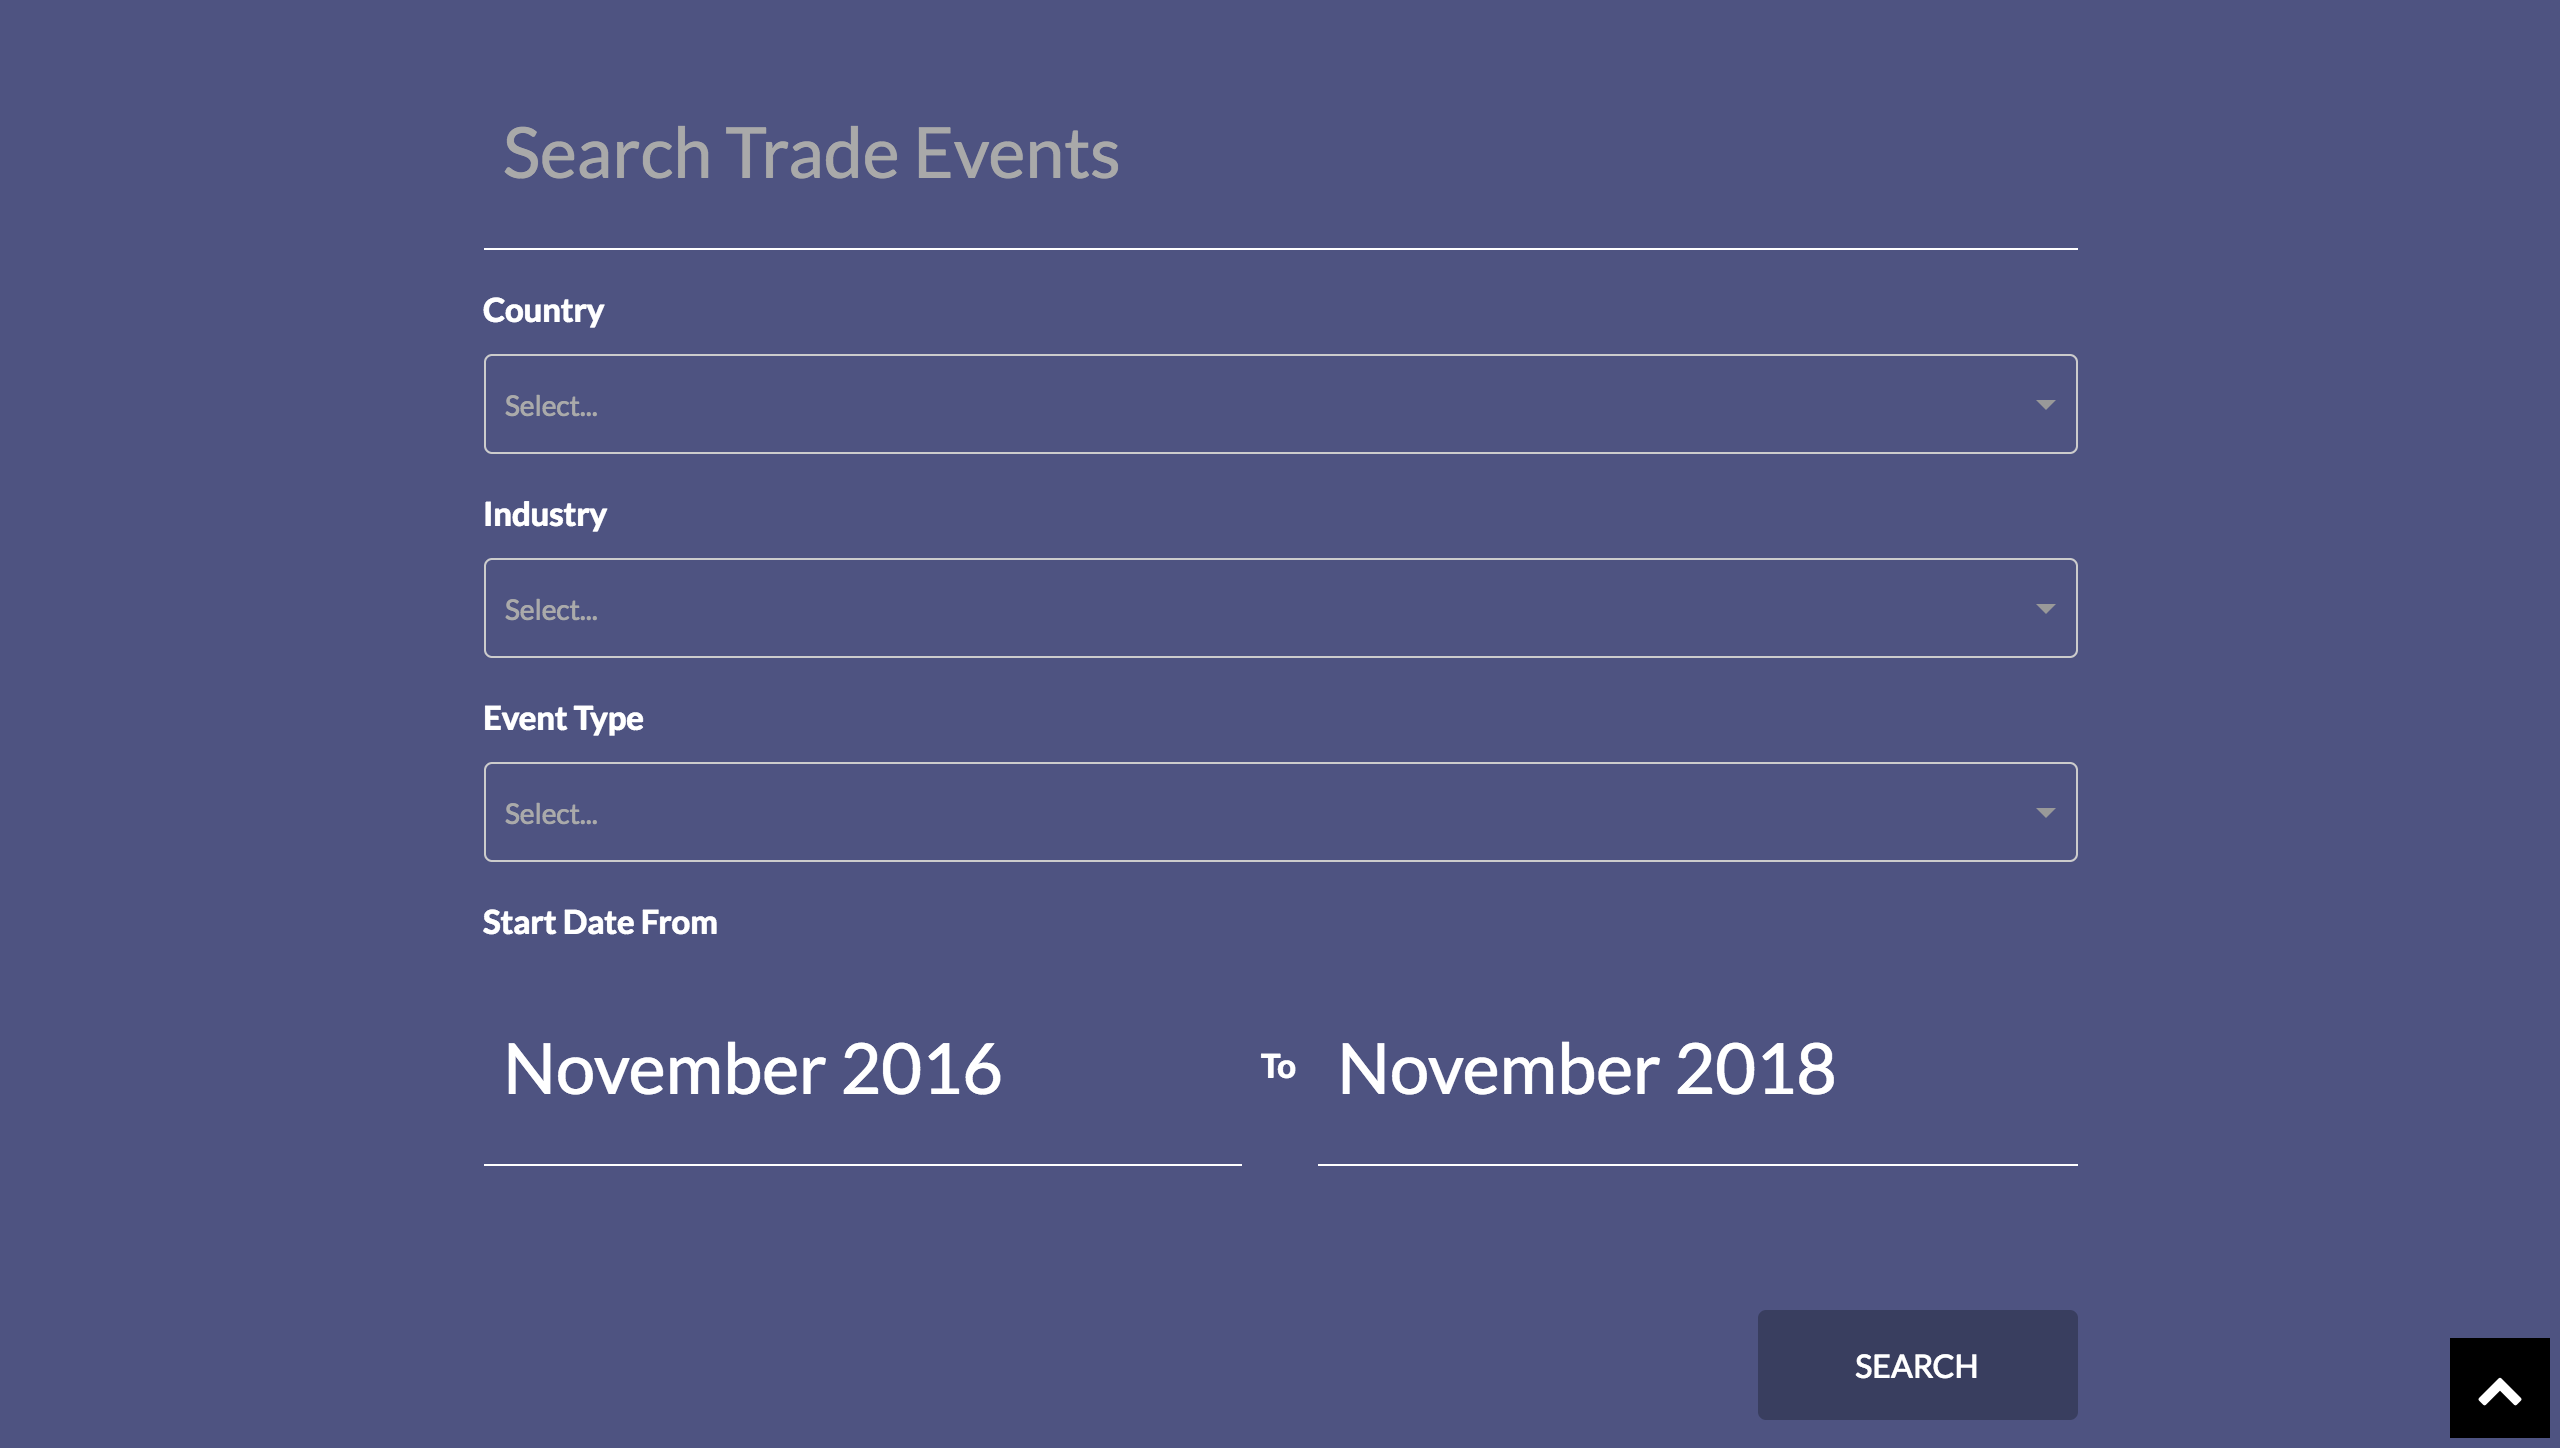 Search Trade Events
Country
Select...
Industry
Select...
Event Type
Select...
Start Date From
November 2016 To November 2018
SEARCH